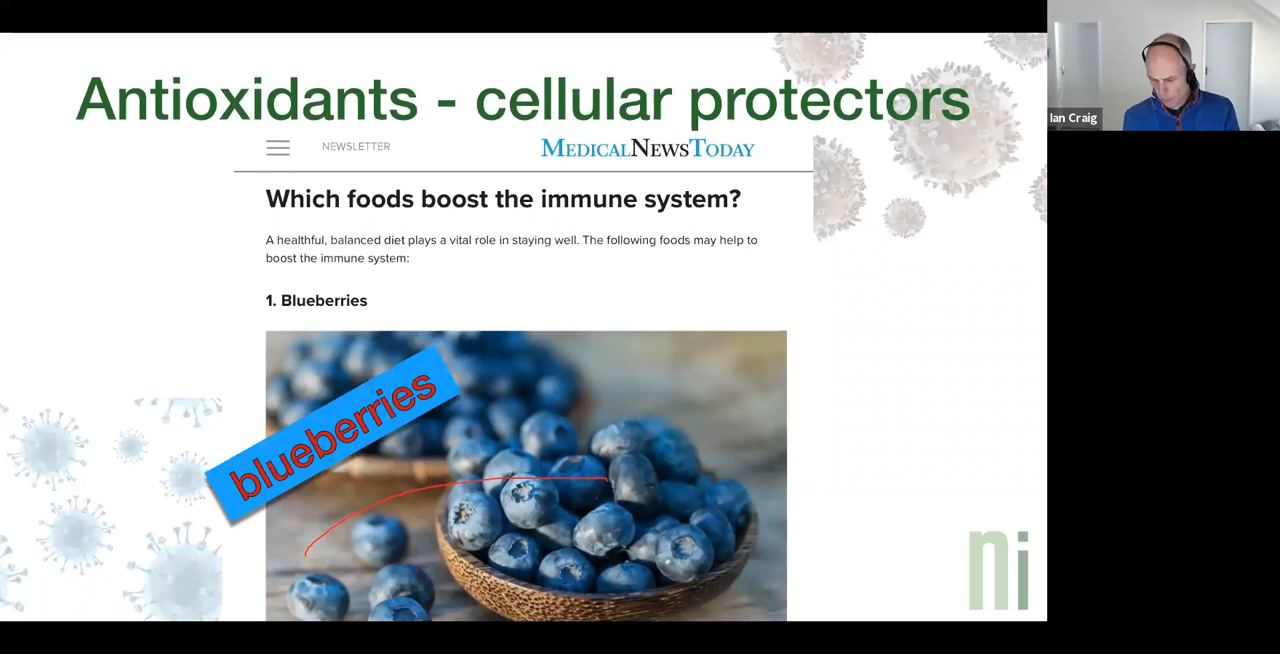 Antioxidants - cellular protectors
NEWSLETTER
MEDICALNEWSTODAY
Which foods boost the immune system?
A healthful, balanced diet plays a vital role in staying well. The following foods may help to
boost the immune system:
1. Blueberries
blueberries
ni
Ian Craig